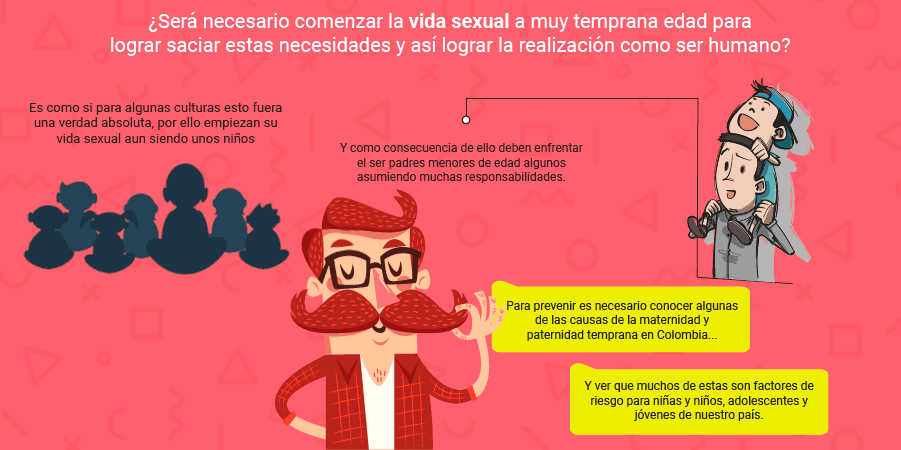 ¿Será necesario comenzar la vida sexual a muy temprana edad para
lograr saciar estas necesidades y así lograr la realización como ser humano?
Es como si para algunas culturas esto fuera
una verdad absoluta, por ello empiezan su
vida sexual aun siendo unos niños
Y como consecuencia de ello deben enfrentar
el ser padres menores de edad algunos
asumiendo muchas responsabilidades.
Para prevenir es necesario conocer algunas
de las causas de la maternidad y
paternidad temprana en Colombia...
Y ver que muchos de estas son factores de
riesgo para niñas y niños, adolescentes y
jóvenes de nuestro país.